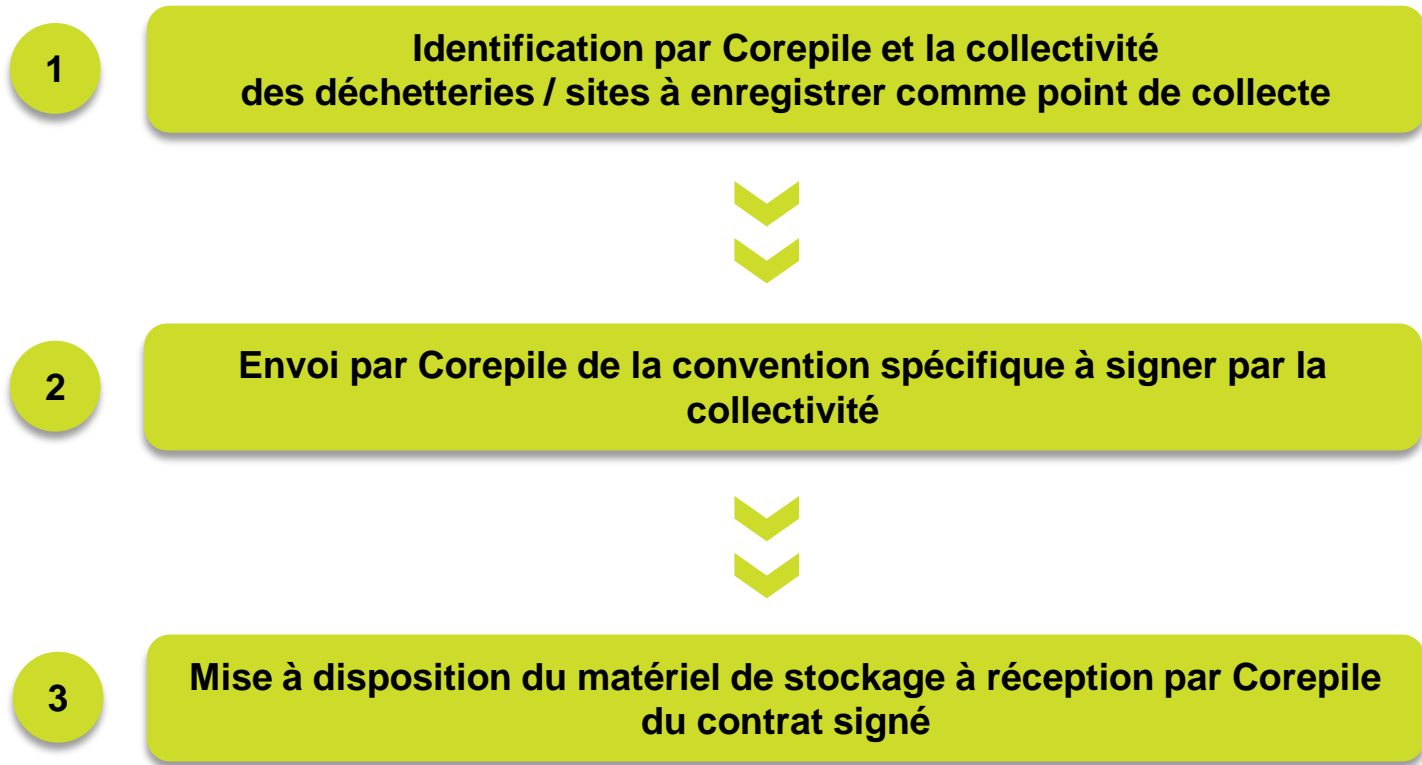 1
Identification par Corepile et la collectivité
des déchetteries / sites à enregistrer comme point de collecte
2
Envoi par Corepile de la convention spécifique à signer par la
collectivité
3
Mise à disposition du matériel de stockage à réception par Corepile
du contrat signé